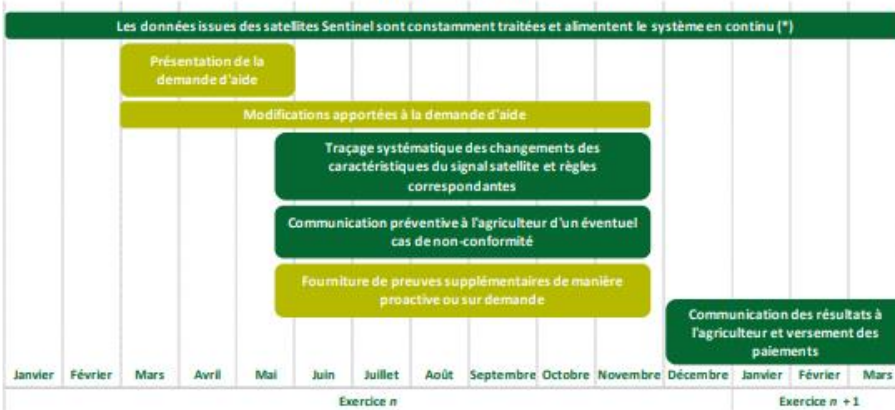 Les données issues des satellites Sentinel sont constamment traitées et alimentent le système en continu (*)
Présentation de la
demande d'aide
Modifications apportées à la demande d'aide
Traçage systématique des changements des
caractéristiques du signal satellite et règles
correspondantes
Communication préventive à l'agriculteur d'un éventuel
cas de non-conformité
Fourniture de preuves supplémentaires de manière
proactive ou sur demande
Communication des résultats à
l'agriculteur et versement des
paiements
Janvier Février Mars Avril Mai Juin Juillet Août Septembre Octobre Novembre Décembre Janvier Février Mars
Exercice n Exercice n + 1